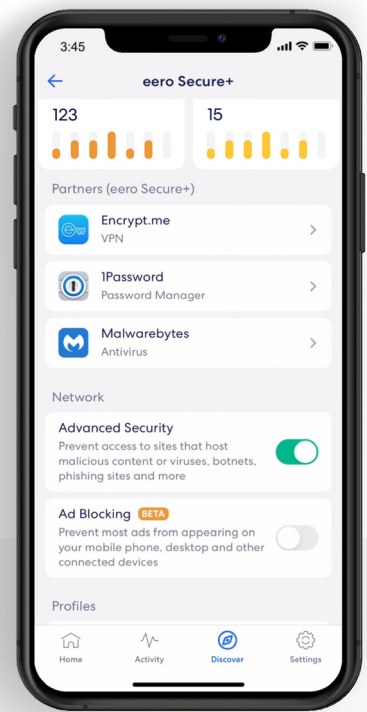 3:45
eero Secure+
123
15
Partners (eero Secure+)
Encrypt.me
VPN
1Password
Password Manager
Malwarebytes
Antivirus
Network
Advanced Security
Prevent access to sites that host
malicious content or viruses, botnets,
phishing sites and more
Ad Blocking BETA
Prevent most ads from appearing on
your mobile phone, desktop and other
connected devices
Profiles
Home
Activity
Discover
Settings